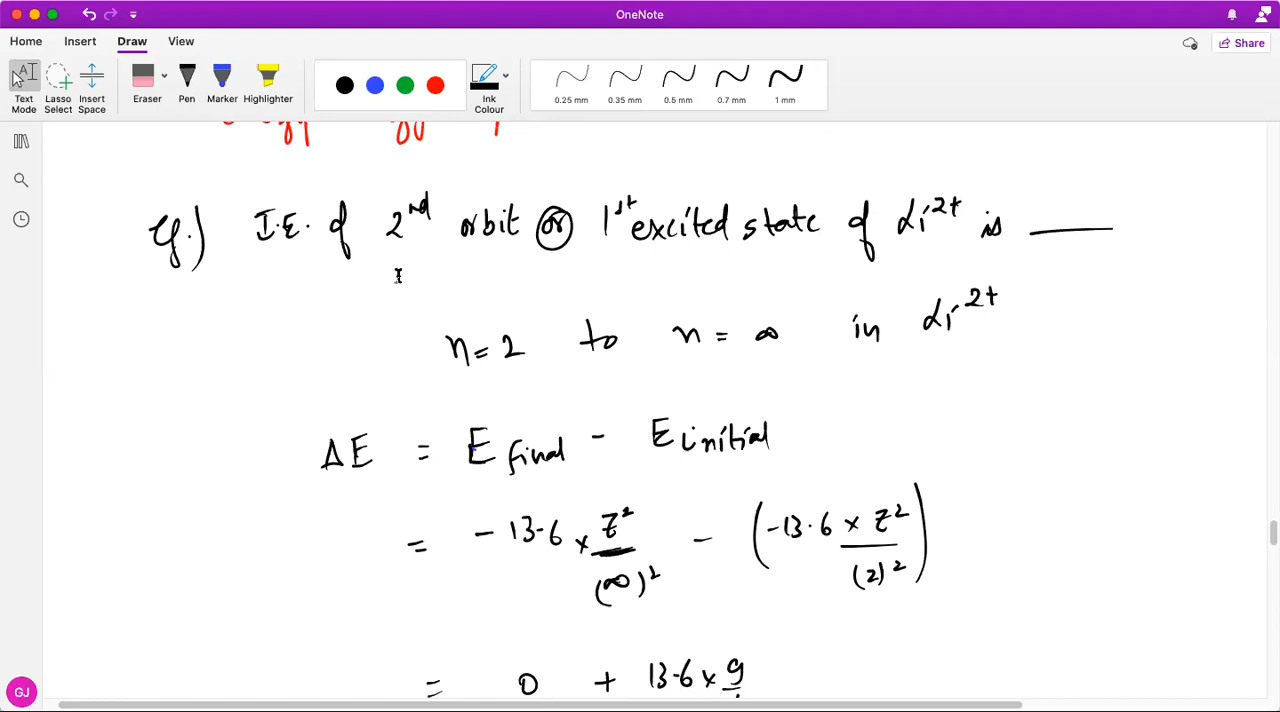 OneNote
Home Insert Draw View
Share
Text Mode
Lasso Select
Insert Space
Eraser
Pen
Marker
Highlighter
Ink Colour
0.25 mm 0.35 mm 0.5 mm 0.7 mm 1 mm
Eg.) I.E. of 2nd orbit or 1st excited state of Li2+ is ____
n = 2 to n = ∞ in Li2+
ΔE = E final - E initial
= - 13.6 × Z²/(∞)² - (-13.6 × Z²/(2)²)
= 0 + 13.6 × 9
GJ